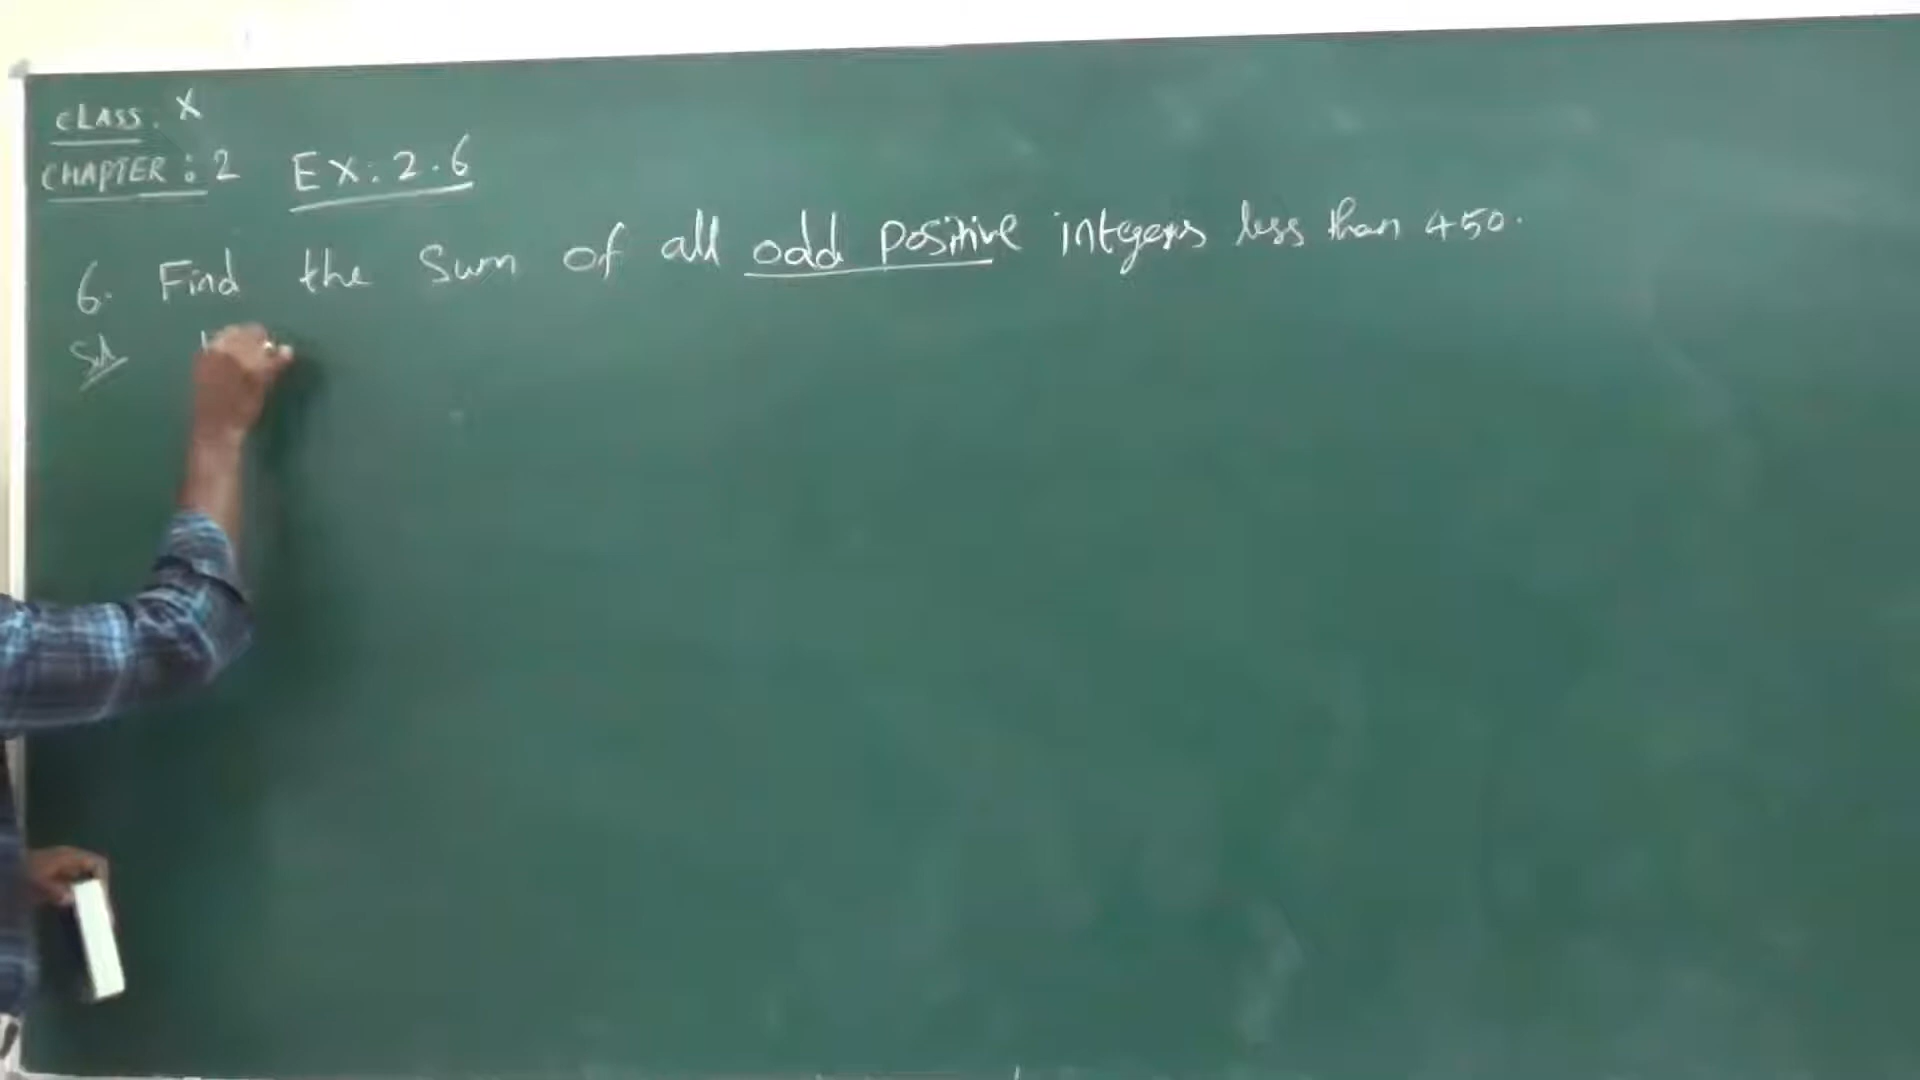 CLASS. X
CHAPTER: 2 EX: 2.6
6. Find the Sum of all odd positive integers less than 450.
Sol